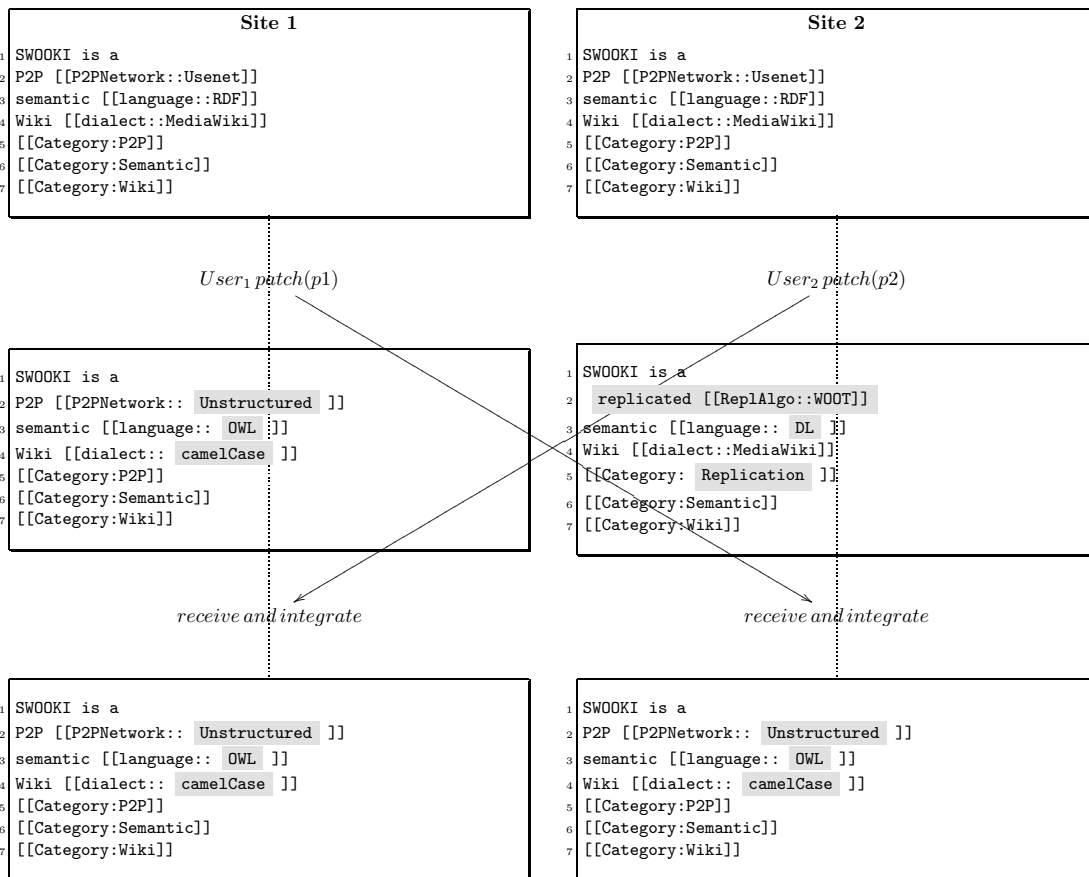 Site 1
1 SWOOKI is a
2 P2P [[P2PNetwork::Usenet]]
3 semantic [[language::RDF]]
4 Wiki [[dialect::MediaWiki]]
5 [[Category:P2P]]
6 [[Category:Semantic]]
7 [[Category:Wiki]]
Site 2
1 SWOOKI is a
2 P2P [[P2PNetwork::Usenet]]
3 semantic [[language::RDF]]
4 Wiki [[dialect::MediaWiki]]
5 [[Category:P2P]]
6 [[Category:Semantic]]
7 [[Category:Wiki]]
User1 patch(p1)
User2 patch(p2)
1 SWOOKI is a
2 P2P [[P2PNetwork:: Unstructured ]]
3 semantic [[language:: OWL ]]
4 Wiki [[dialect:: camelCase ]]
5 [[Category:P2P]]
6 [[Category:Semantic]]
7 [[Category:Wiki]]
1 SWOOKI is a
2 replicated [[ReplAlgo::WOOT]]
3 semantic [[language:: DL ]]
4 Wiki [[dialect::MediaWiki]]
5 [[Category: Replication ]]
6 [[Category:Semantic]]
7 [[Category:Wiki]]
receive and integrate
receive and integrate
1 SWOOKI is a
2 P2P [[P2PNetwork:: Unstructured ]]
3 semantic [[language:: OWL ]]
4 Wiki [[dialect:: camelCase ]]
5 [[Category:P2P]]
6 [[Category:Semantic]]
7 [[Category:Wiki]]
1 SWOOKI is a
2 P2P [[P2PNetwork:: Unstructured ]]
3 semantic [[language:: OWL ]]
4 Wiki [[dialect:: camelCase ]]
5 [[Category:P2P]]
6 [[Category:Semantic]]
7 [[Category:Wiki]]